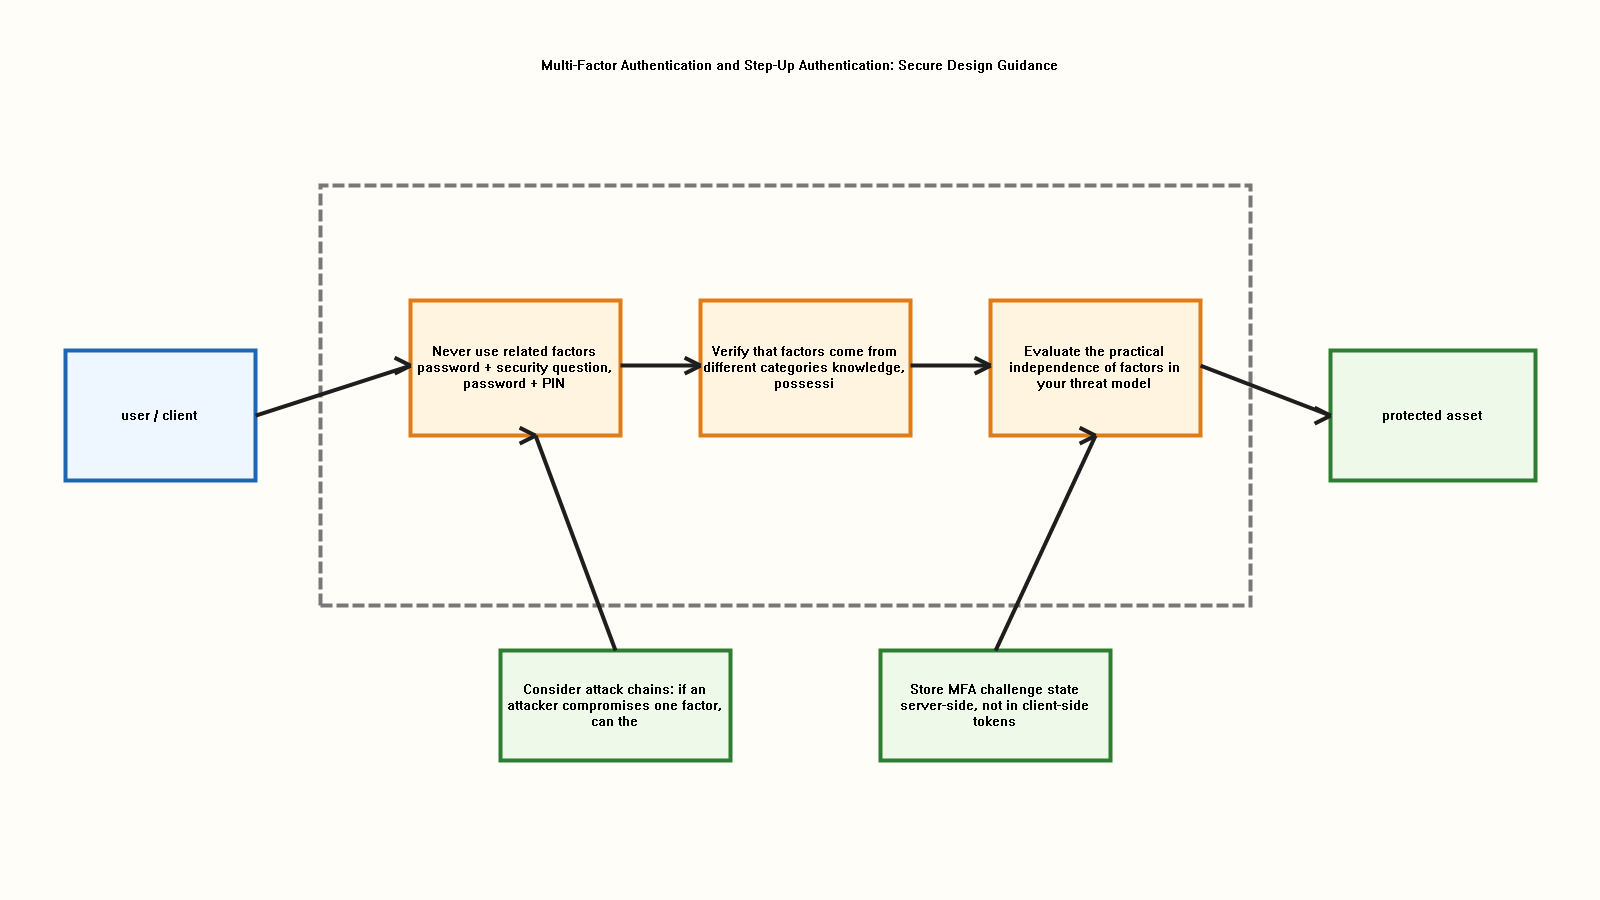 Multi-Factor Authentication and Step-Up Authentication: Secure Design Guidance
Never use related factors
password + security question,
password + PIN
Verify that factors come from
different categories knowledge,
possessi
Evaluate the practical
independence of factors in
your threat model
user / client
protected asset
Consider attack chains: if an
attacker compromises one factor,
can the
Store MFA challenge state
server-side, not in client-side
tokens